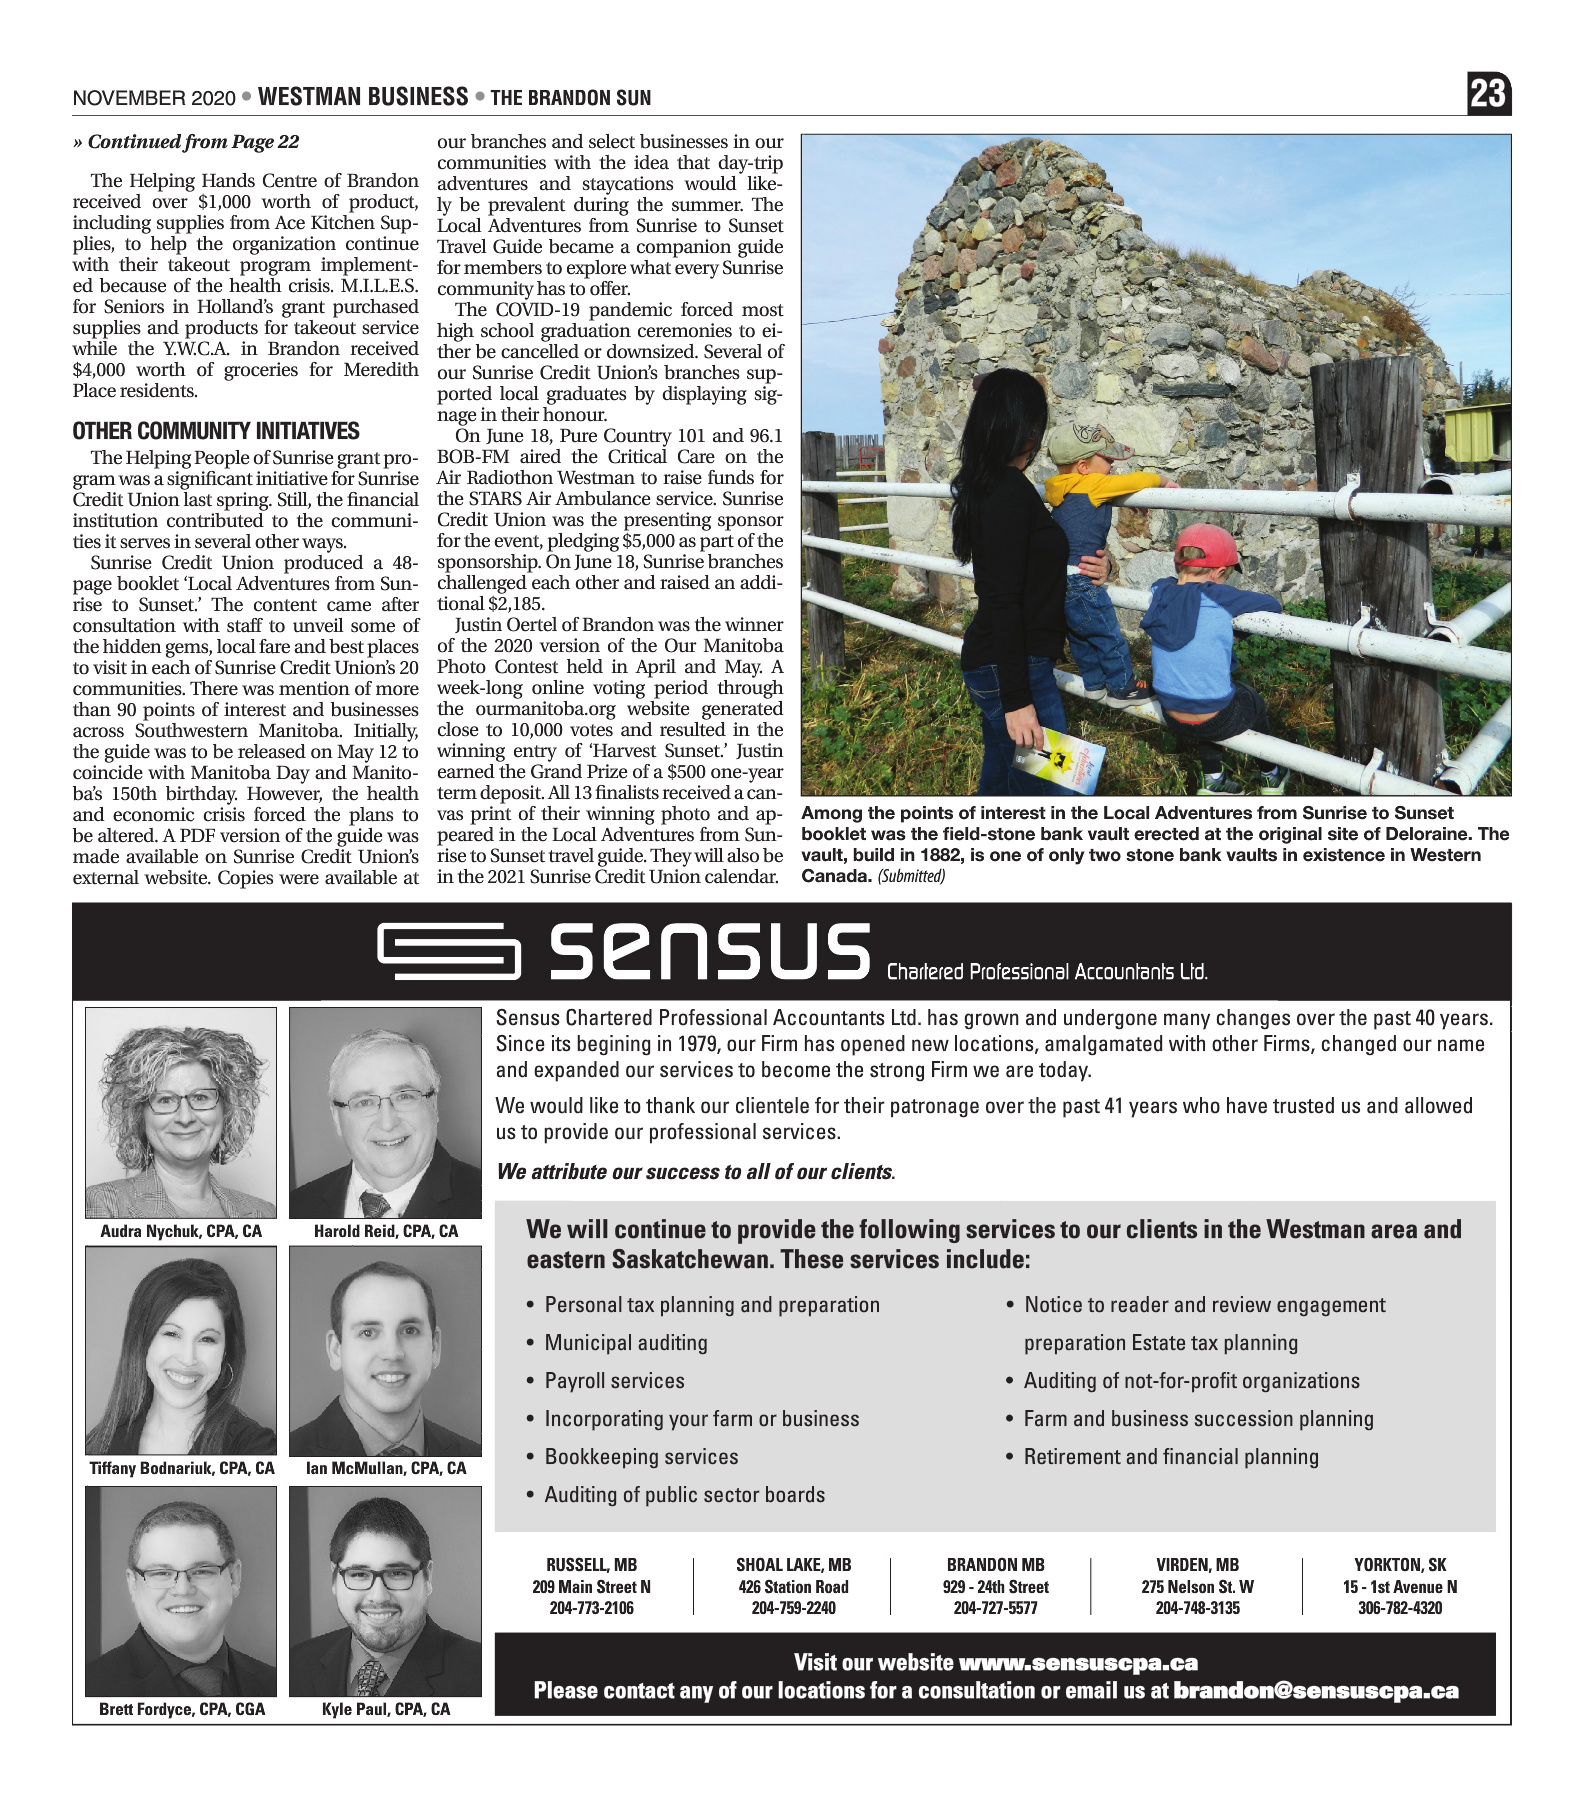 NOVEMBER 2020 • WESTMAN BUSINESS • THE BRANDON SUN
23
» Continued from Page 22
The Helping Hands Centre of Brandon
received over $1,000 worth of product,
including supplies from Ace Kitchen Sup-
plies, to help the organization continue
with their takeout program implement-
ed because of the health crisis. M.I.L.E.S.
for Seniors in Holland's grant purchased
supplies and products for takeout service
while the Y.W.C.A. in Brandon received
$4,000 worth of groceries for Meredith
Place residents.
OTHER COMMUNITY INITIATIVES
The Helping People of Sunrise grant pro-
gram was a significant initiative for Sunrise
Credit Union last spring. Still, the financial
institution contributed to the communi-
ties it serves in several other ways.
Sunrise Credit Union produced a 48-
page booklet 'Local Adventures from Sun-
rise to Sunset.' The content came after
consultation with staff to unveil some of
the hidden gems, local fare and best places
to visit in each of Sunrise Credit Union's 20
communities. There was mention of more
than 90 points of interest and businesses
across Southwestern Manitoba. Initially,
the guide was to be released on May 12 to
coincide with Manitoba Day and Manito-
ba's 150th birthday. However, the health
and economic crisis forced the plans to
be altered. A PDF version of the guide was
made available on Sunrise Credit Union's
external website. Copies were available at
our branches and select businesses in our
communities with the idea that day-trip
adventures and staycations would like-
ly be prevalent during the summer. The
Local Adventures from Sunrise to Sunset
Travel Guide became a companion guide
for members to explore what every Sunrise
community has to offer.
The COVID-19 pandemic forced most
high school graduation ceremonies to ei-
ther be cancelled or downsized. Several of
our Sunrise Credit Union's branches sup-
ported local graduates by displaying sig-
nage in their honour.
On June 18, Pure Country 101 and 96.1
BOB-FM aired the Critical Care on the
Air Radiothon Westman to raise funds for
the STARS Air Ambulance service. Sunrise
Credit Union was the presenting sponsor
for the event, pledging $5,000 as part of the
sponsorship. On June 18, Sunrise branches
challenged each other and raised an addi-
tional $2,185.
Justin Oertel of Brandon was the winner
of the 2020 version of the Our Manitoba
Photo Contest held in April and May. A
week-long online voting period through
the ourmanitoba.org website generated
close to 10,000 votes and resulted in the
winning entry of 'Harvest Sunset.' Justin
earned the Grand Prize of a $500 one-year
term deposit. All 13 finalists received a can-
vas print of their winning photo and ap-
peared in the Local Adventures from Sun-
rise to Sunset travel guide. They will also be
in the 2021 Sunrise Credit Union calendar.
Among the points of interest in the Local Adventures from Sunrise to Sunset
booklet was the field-stone bank vault erected at the original site of Deloraine. The
vault, build in 1882, is one of only two stone bank vaults in existence in Western
Canada. (Submitted)
sensus Chartered Professional Accountants Ltd.
Audra Nychuk, CPA, CA
Harold Reid, CPA, CA
Tiffany Bodnariuk, CPA, CA
Ian McMullan, CPA, CA
Brett Fordyce, CPA, CGA
Kyle Paul, CPA, CA
Sensus Chartered Professional Accountants Ltd. has grown and undergone many changes over the past 40 years.
Since its begining in 1979, our Firm has opened new locations, amalgamated with other Firms, changed our name
and expanded our services to become the strong Firm we are today.
We would like to thank our clientele for their patronage over the past 41 years who have trusted us and allowed
us to provide our professional services.
We attribute our success to all of our clients.
We will continue to provide the following services to our clients in the Westman area and
eastern Saskatchewan. These services include:
• Personal tax planning and preparation
• Municipal auditing
• Payroll services
• Incorporating your farm or business
• Bookkeeping services
• Auditing of public sector boards
• Notice to reader and review engagement
preparation Estate tax planning
• Auditing of not-for-profit organizations
• Farm and business succession planning
• Retirement and financial planning
RUSSELL, MB
209 Main Street N
204-773-2106
SHOAL LAKE, MB
426 Station Road
204-759-2240
BRANDON MB
929 - 24th Street
204-727-5577
VIRDEN, MB
275 Nelson St. W
204-748-3135
YORKTON, SK
15 - 1st Avenue N
306-782-4320
Visit our website www.sensuscpa.ca
Please contact any of our locations for a consultation or email us at brandon@sensuscpa.ca